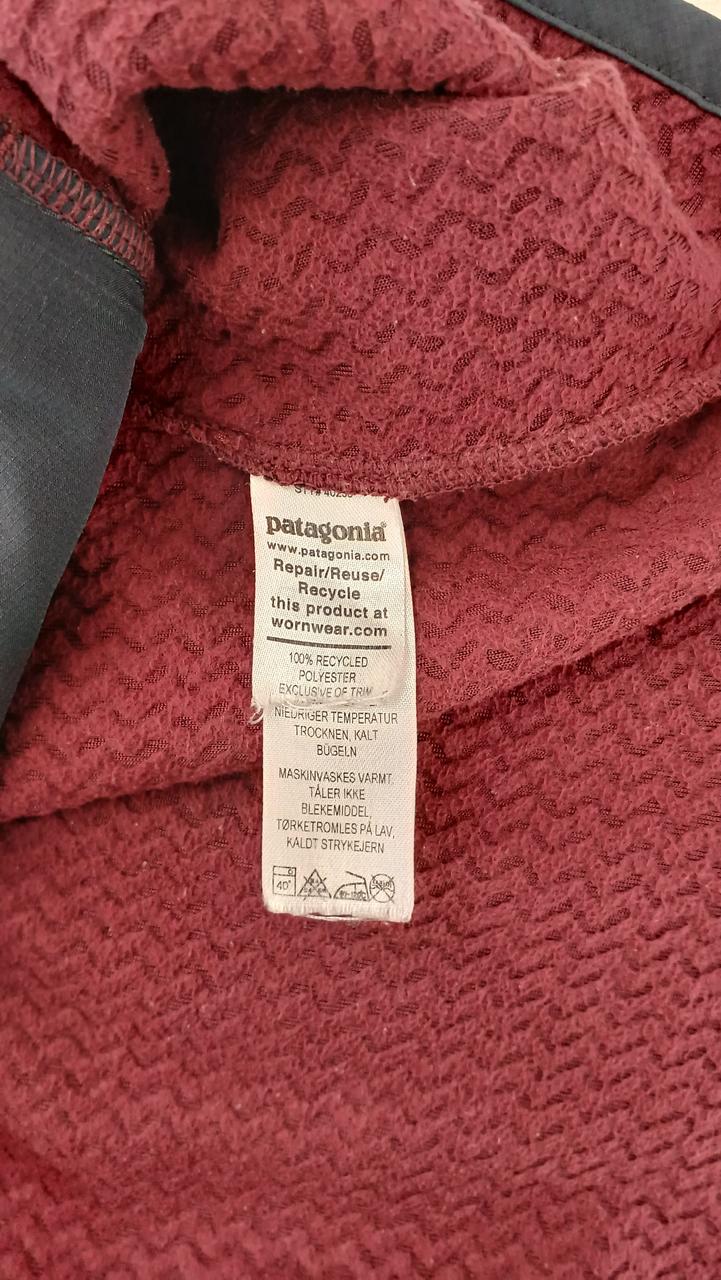 patagonia®
www.patagonia.com
Repair/Reuse/
Recycle
this product at
wornwear.com
100% RECYCLED
POLYESTER
EXCLUSIVE OF TRIM
NIEDRIGER TEMPERATUR
TROCKNEN, KALT
BÜGELN
MASKINVASKES VARMT.
TÅLER IKKE
BLEKEMIDDEL,
TØRKETROMLES PÅ LAV,
KALDT STRYKEJERN
40°